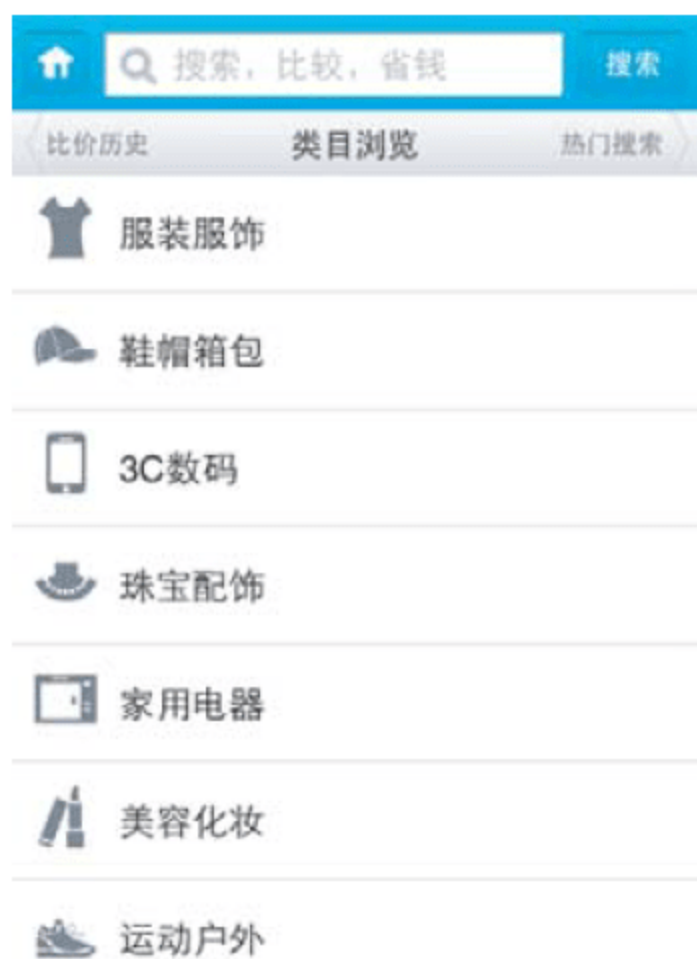 搜索，比较，省钱 搜索
比价历史 类目浏览 热门搜索
服装服饰
鞋帽箱包
3C数码
珠宝配饰
家用电器
美容化妆
运动户外